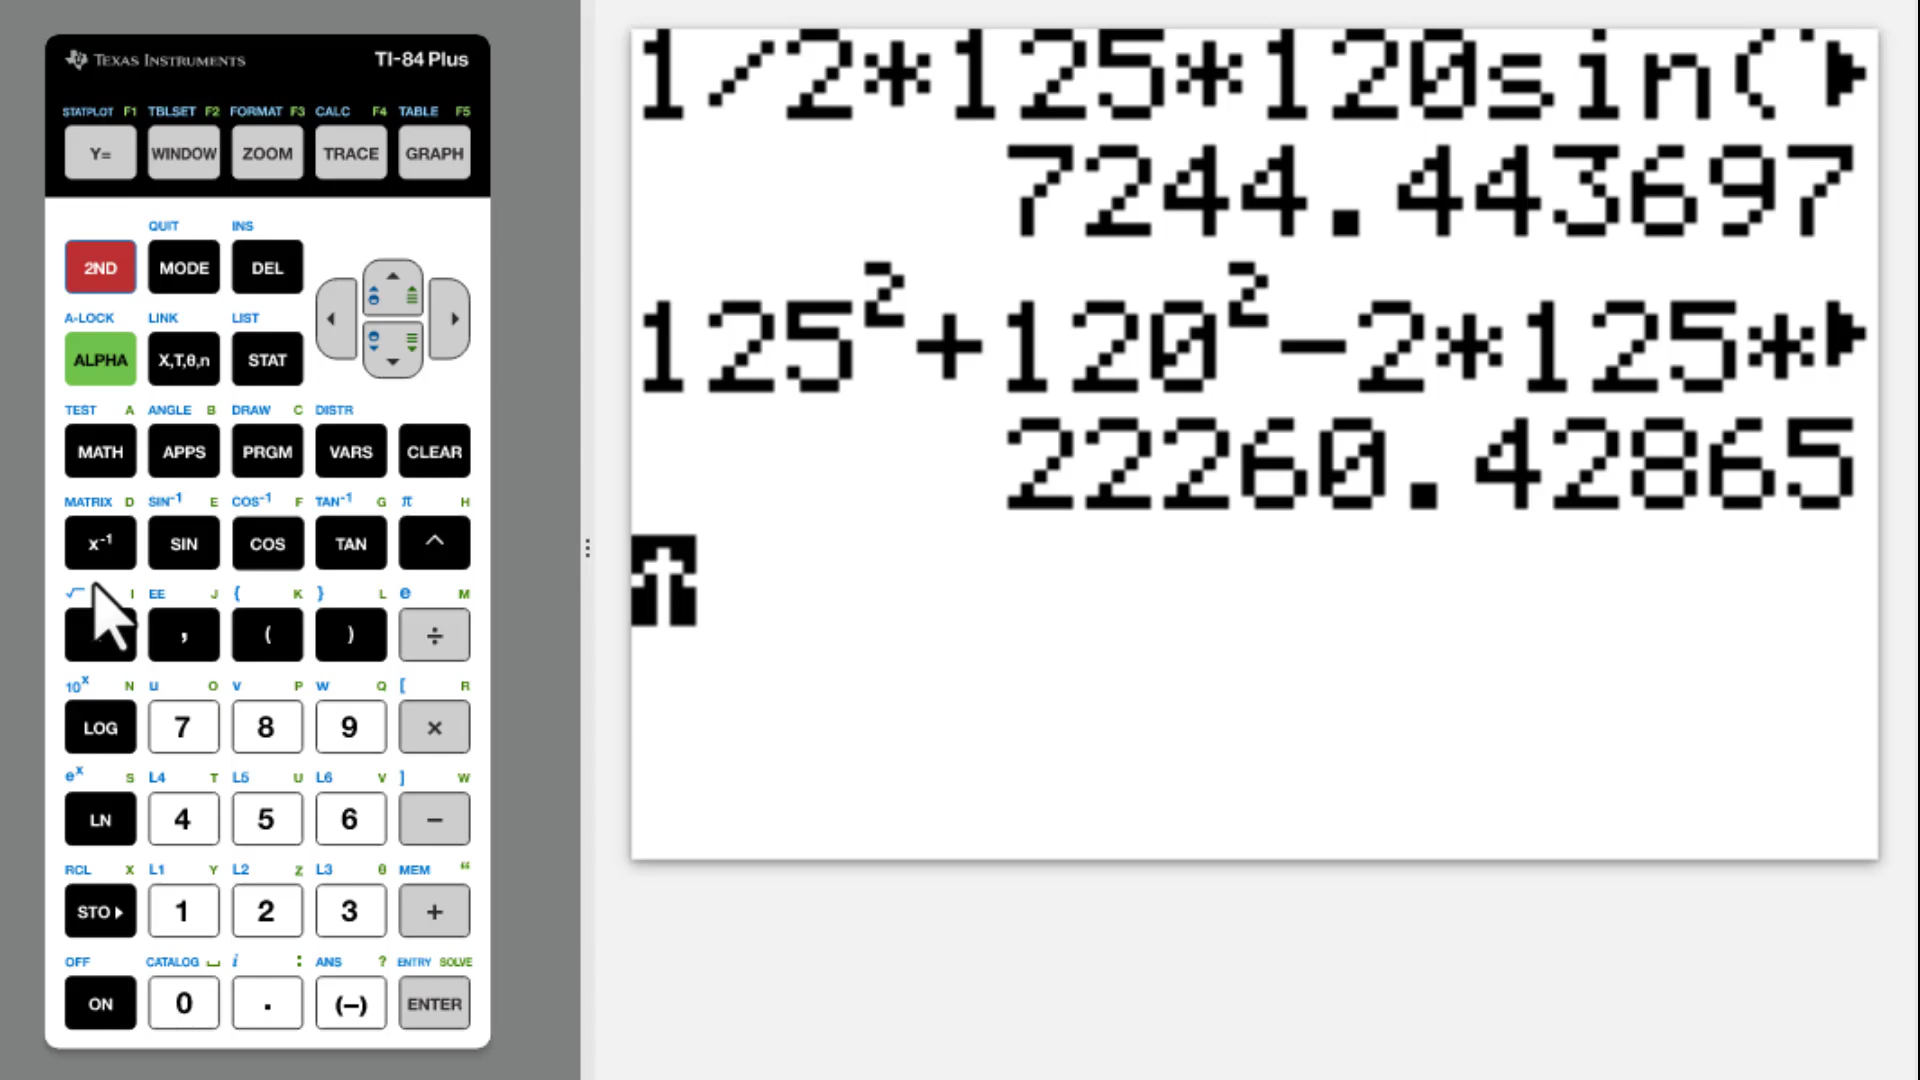 TEXAS INSTRUMENTS TI-84 Plus
STATPLOT F1 TBLSET F2 FORMAT F3 CALC F4 TABLE F5
Y= WINDOW ZOOM TRACE GRAPH
QUIT INS
2ND MODE DEL
A-LOCK LINK LIST
ALPHA X,T,θ,n STAT
TEST A ANGLE B DRAW C DISTR
MATH APPS PRGM VARS CLEAR
MATRIX D SIN⁻¹ E COS⁻¹ F TAN⁻¹ G π H
x⁻¹ SIN COS TAN ^
√ I EE J { K } L e M
, ( ) ÷
10ˣ N u O v P w Q [ R
LOG 7 8 9 ×
eˣ S L4 T L5 U L6 V ] W
LN 4 5 6 −
RCL X L1 Y L2 Z L3 θ MEM “
STO▸ 1 2 3 +
OFF CATALOG ⎵ i : ANS ? ENTRY SOLVE
ON 0 . (−) ENTER
1/2*125*120sin(
7244.443697
125²+120²-2*125*
22260.42865